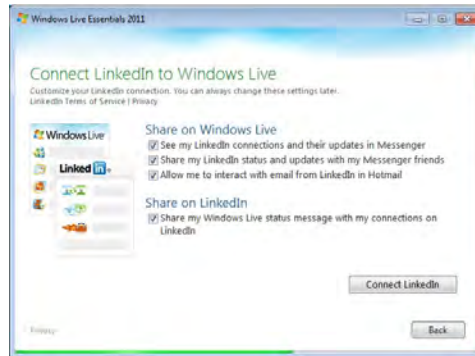 Windows Live Essentials 2011
Connect LinkedIn to Windows Live
Customize your LinkedIn connection. You can always change these settings later.
LinkedIn Terms of Service | Privacy
Windows Live
LinkedIn
Share on Windows Live
See my LinkedIn connections and their updates in Messenger
Share my LinkedIn status and updates with my Messenger friends
Allow me to interact with email from LinkedIn in Hotmail
Share on LinkedIn
Share my Windows Live status message with my connections on
LinkedIn
Connect LinkedIn
Privacy
Back